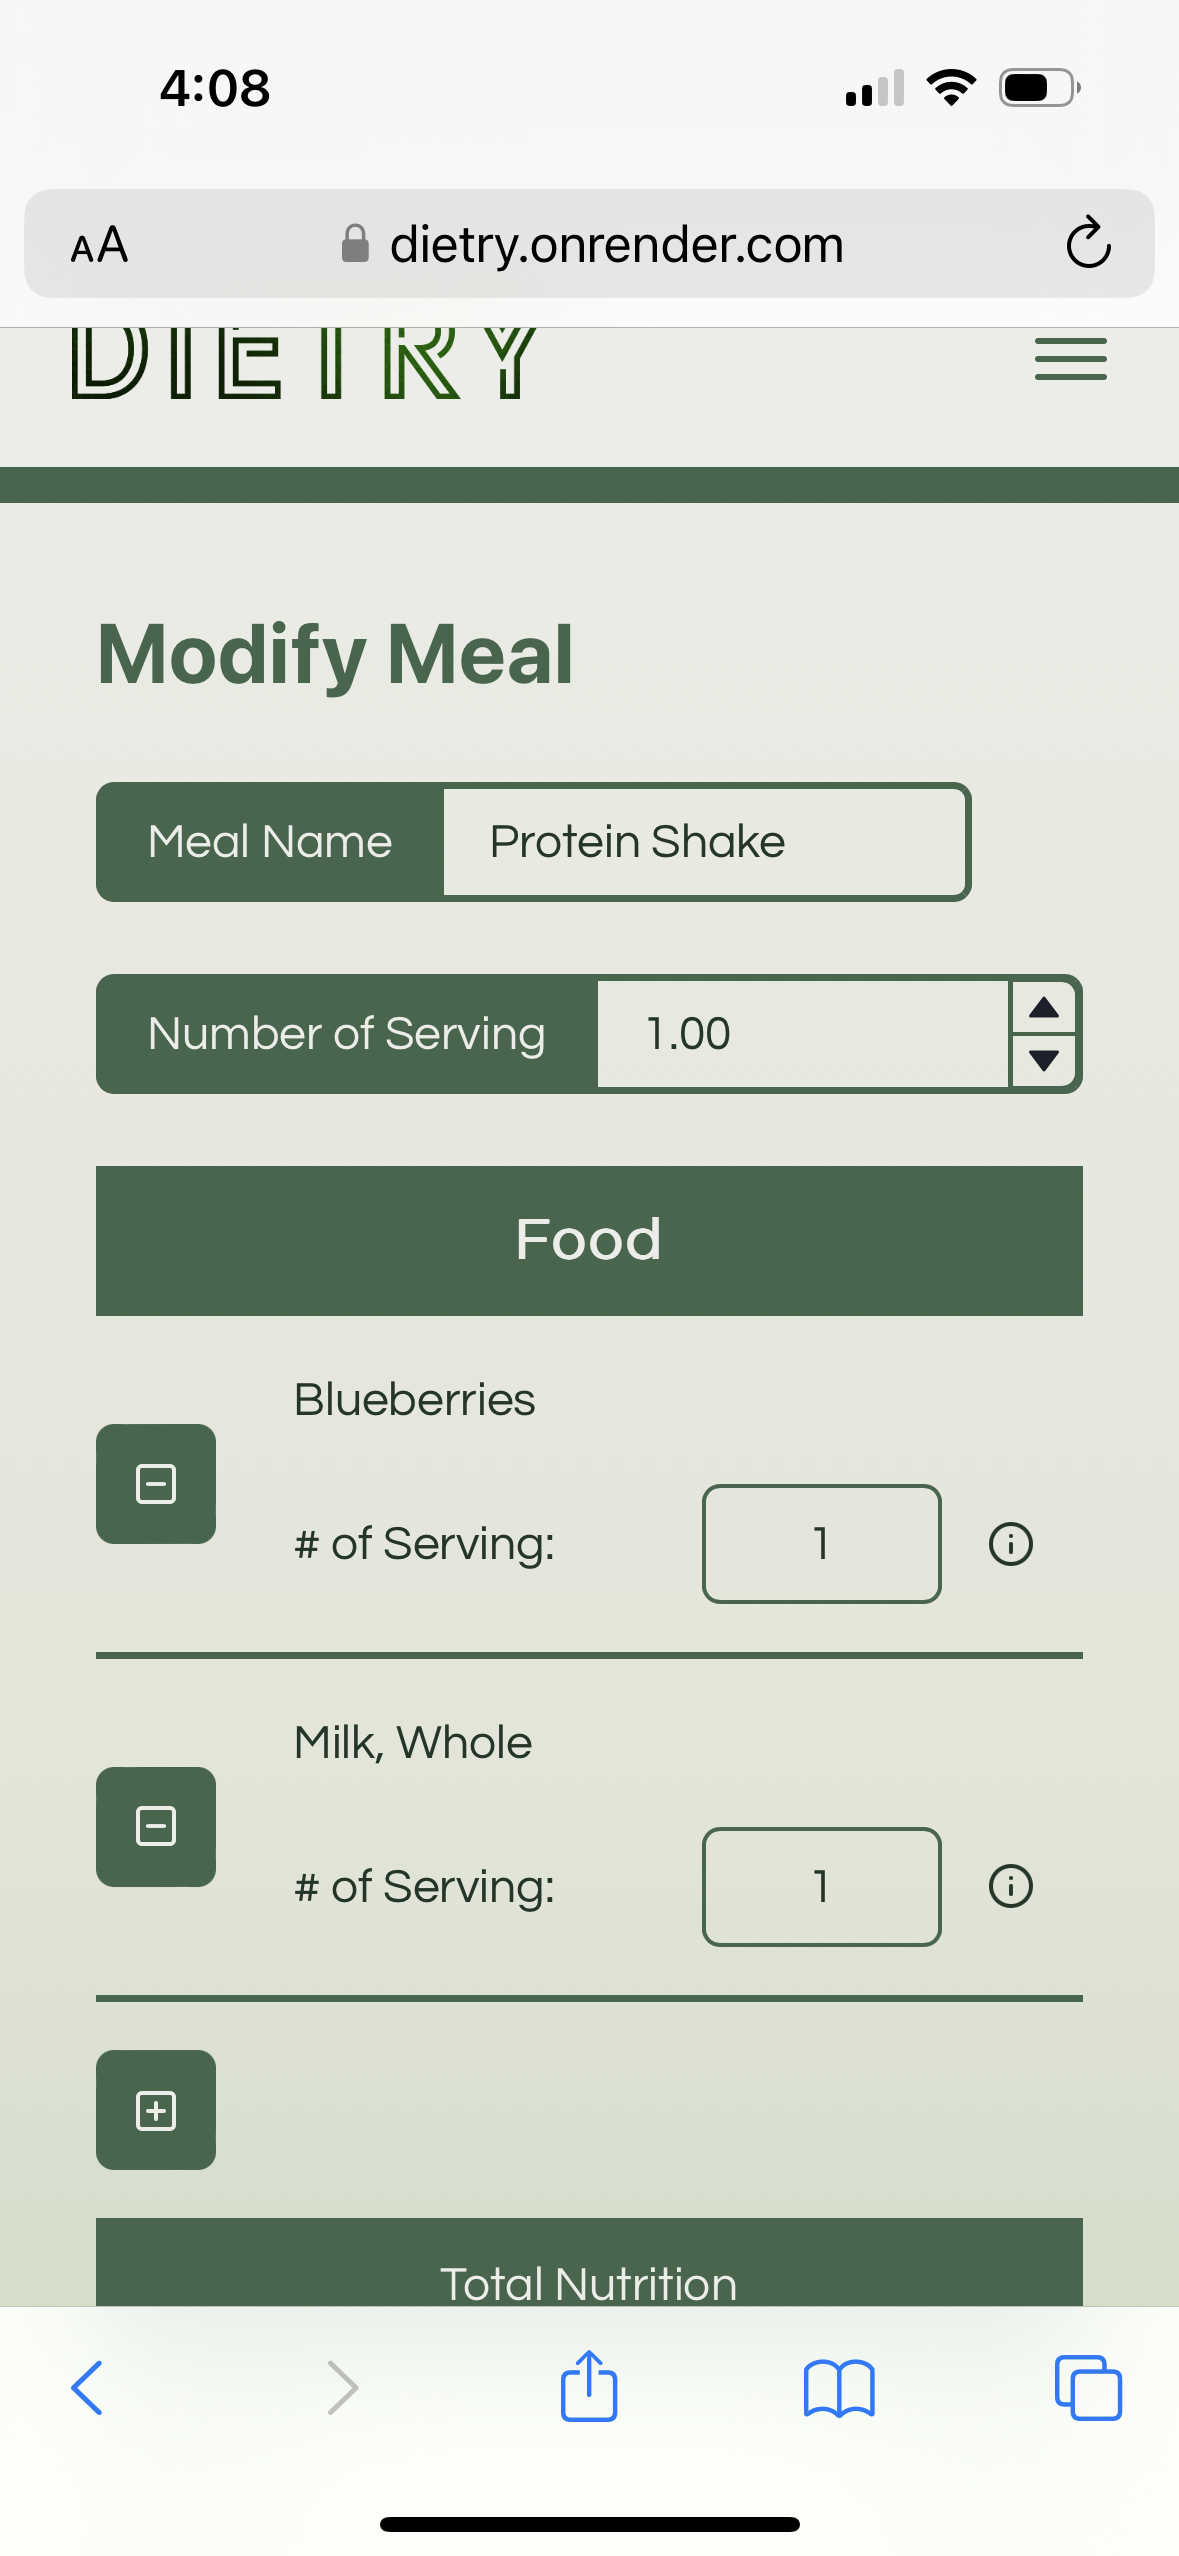 4:08
AA dietry.onrender.com
DIETRY
Modify Meal
Meal Name Protein Shake
Number of Serving 1.00
Food
Blueberries
# of Serving: 1
Milk, Whole
# of Serving: 1
Total Nutrition